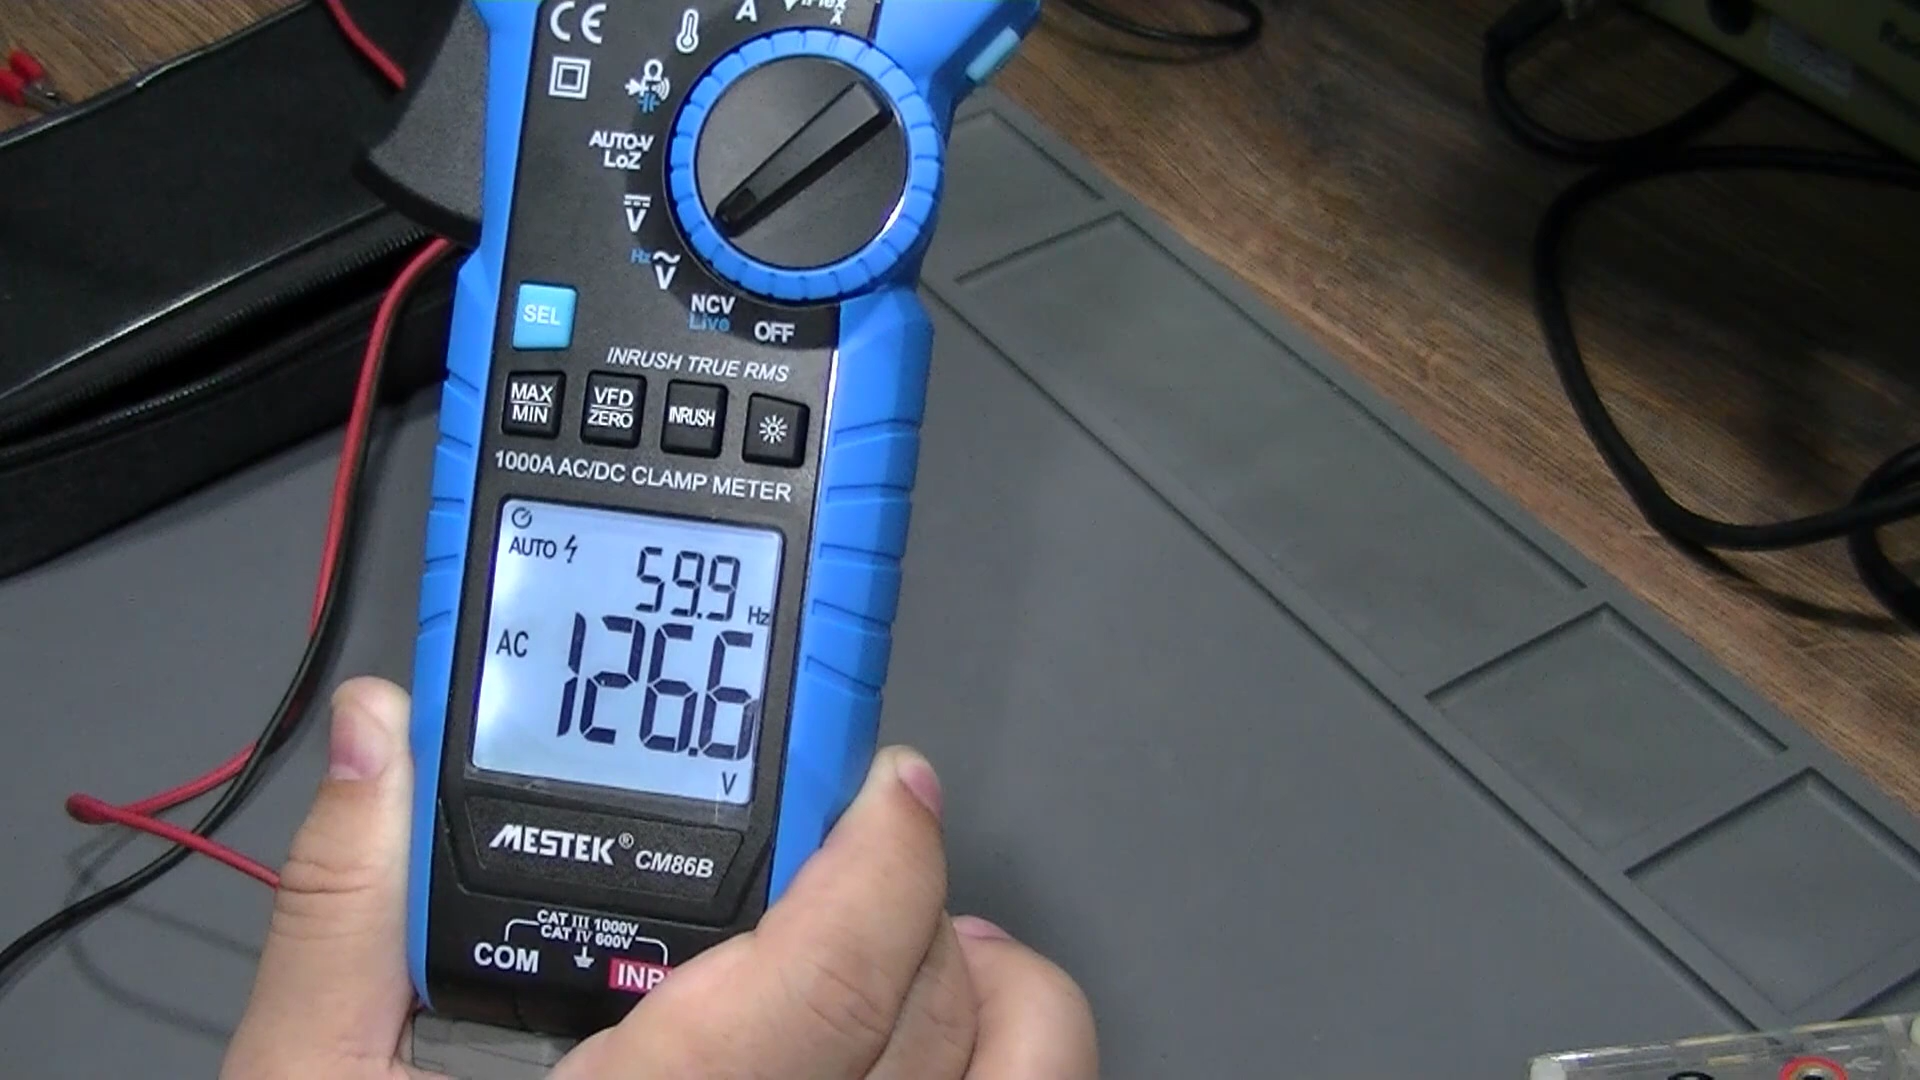 CE
A
AUTO-V
LoZ
V
Hz
V
NCV
Live
OFF
SEL
INRUSH TRUE RMS
MAX
MIN
VFD
ZERO
INRUSH
1000A AC/DC CLAMP METER
AUTO
59.9
Hz
AC
126.6
V
MESTEK®
CM86B
CAT III 1000V
CAT IV 600V
COM